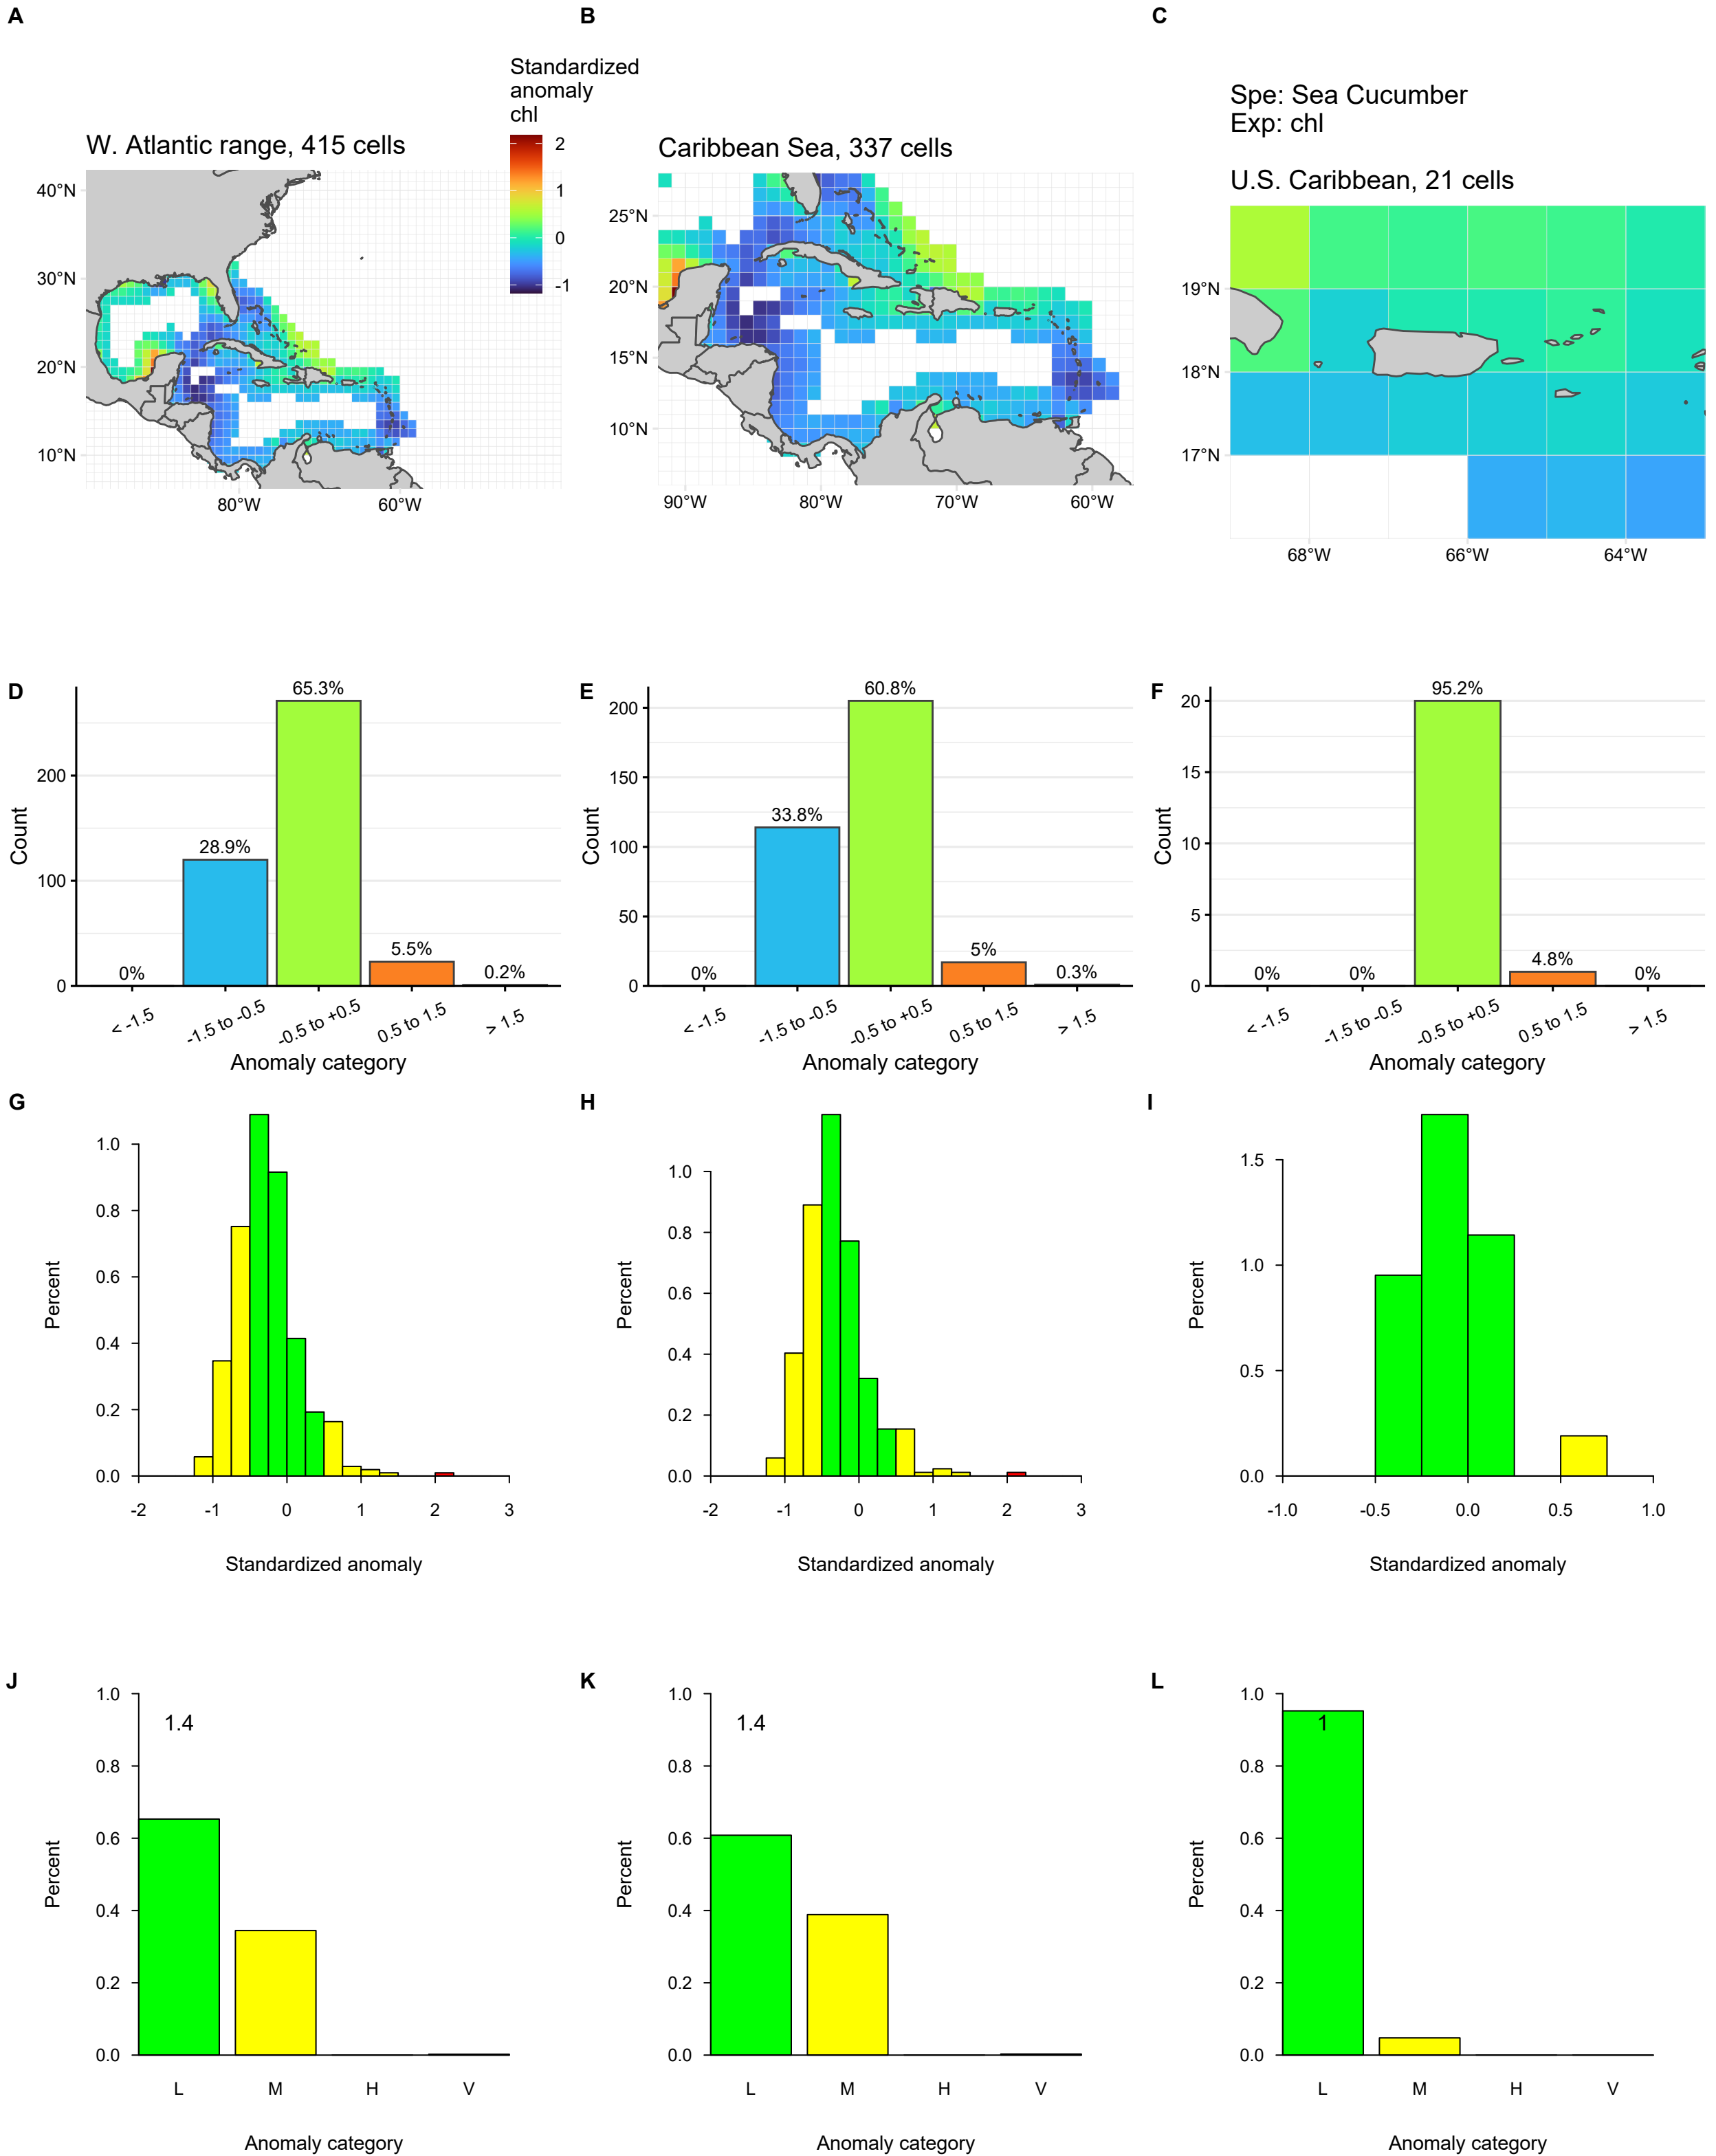 A
B
C
Standardized
anomaly
chl
2
1
0
-1
W. Atlantic range, 415 cells
40°N
30°N
20°N
10°N
80°W
60°W
Caribbean Sea, 337 cells
25°N
20°N
15°N
10°N
90°W
80°W
70°W
60°W
Spe: Sea Cucumber
Exp: chl
U.S. Caribbean, 21 cells
19°N
18°N
17°N
68°W
66°W
64°W
D
Count
200
100
0
0%
28.9%
65.3%
5.5%
0.2%
< -1.5
-1.5 to -0.5
-0.5 to +0.5
0.5 to 1.5
> 1.5
Anomaly category
E
Count
200
150
100
50
0
0%
33.8%
60.8%
5%
0.3%
< -1.5
-1.5 to -0.5
-0.5 to +0.5
0.5 to 1.5
> 1.5
Anomaly category
F
Count
20
15
10
5
0
0%
0%
95.2%
4.8%
0%
< -1.5
-1.5 to -0.5
-0.5 to +0.5
0.5 to 1.5
> 1.5
Anomaly category
G
Percent
1.0
0.8
0.6
0.4
0.2
0.0
-2
-1
0
1
2
3
Standardized anomaly
H
Percent
1.0
0.8
0.6
0.4
0.2
0.0
-2
-1
0
1
2
3
Standardized anomaly
I
Percent
1.5
1.0
0.5
0.0
-1.0
-0.5
0.0
0.5
1.0
Standardized anomaly
J
Percent
1.0
0.8
0.6
0.4
0.2
0.0
1.4
L
M
H
V
Anomaly category
K
Percent
1.0
0.8
0.6
0.4
0.2
0.0
1.4
L
M
H
V
Anomaly category
L
Percent
1.0
0.8
0.6
0.4
0.2
0.0
1
L
M
H
V
Anomaly category